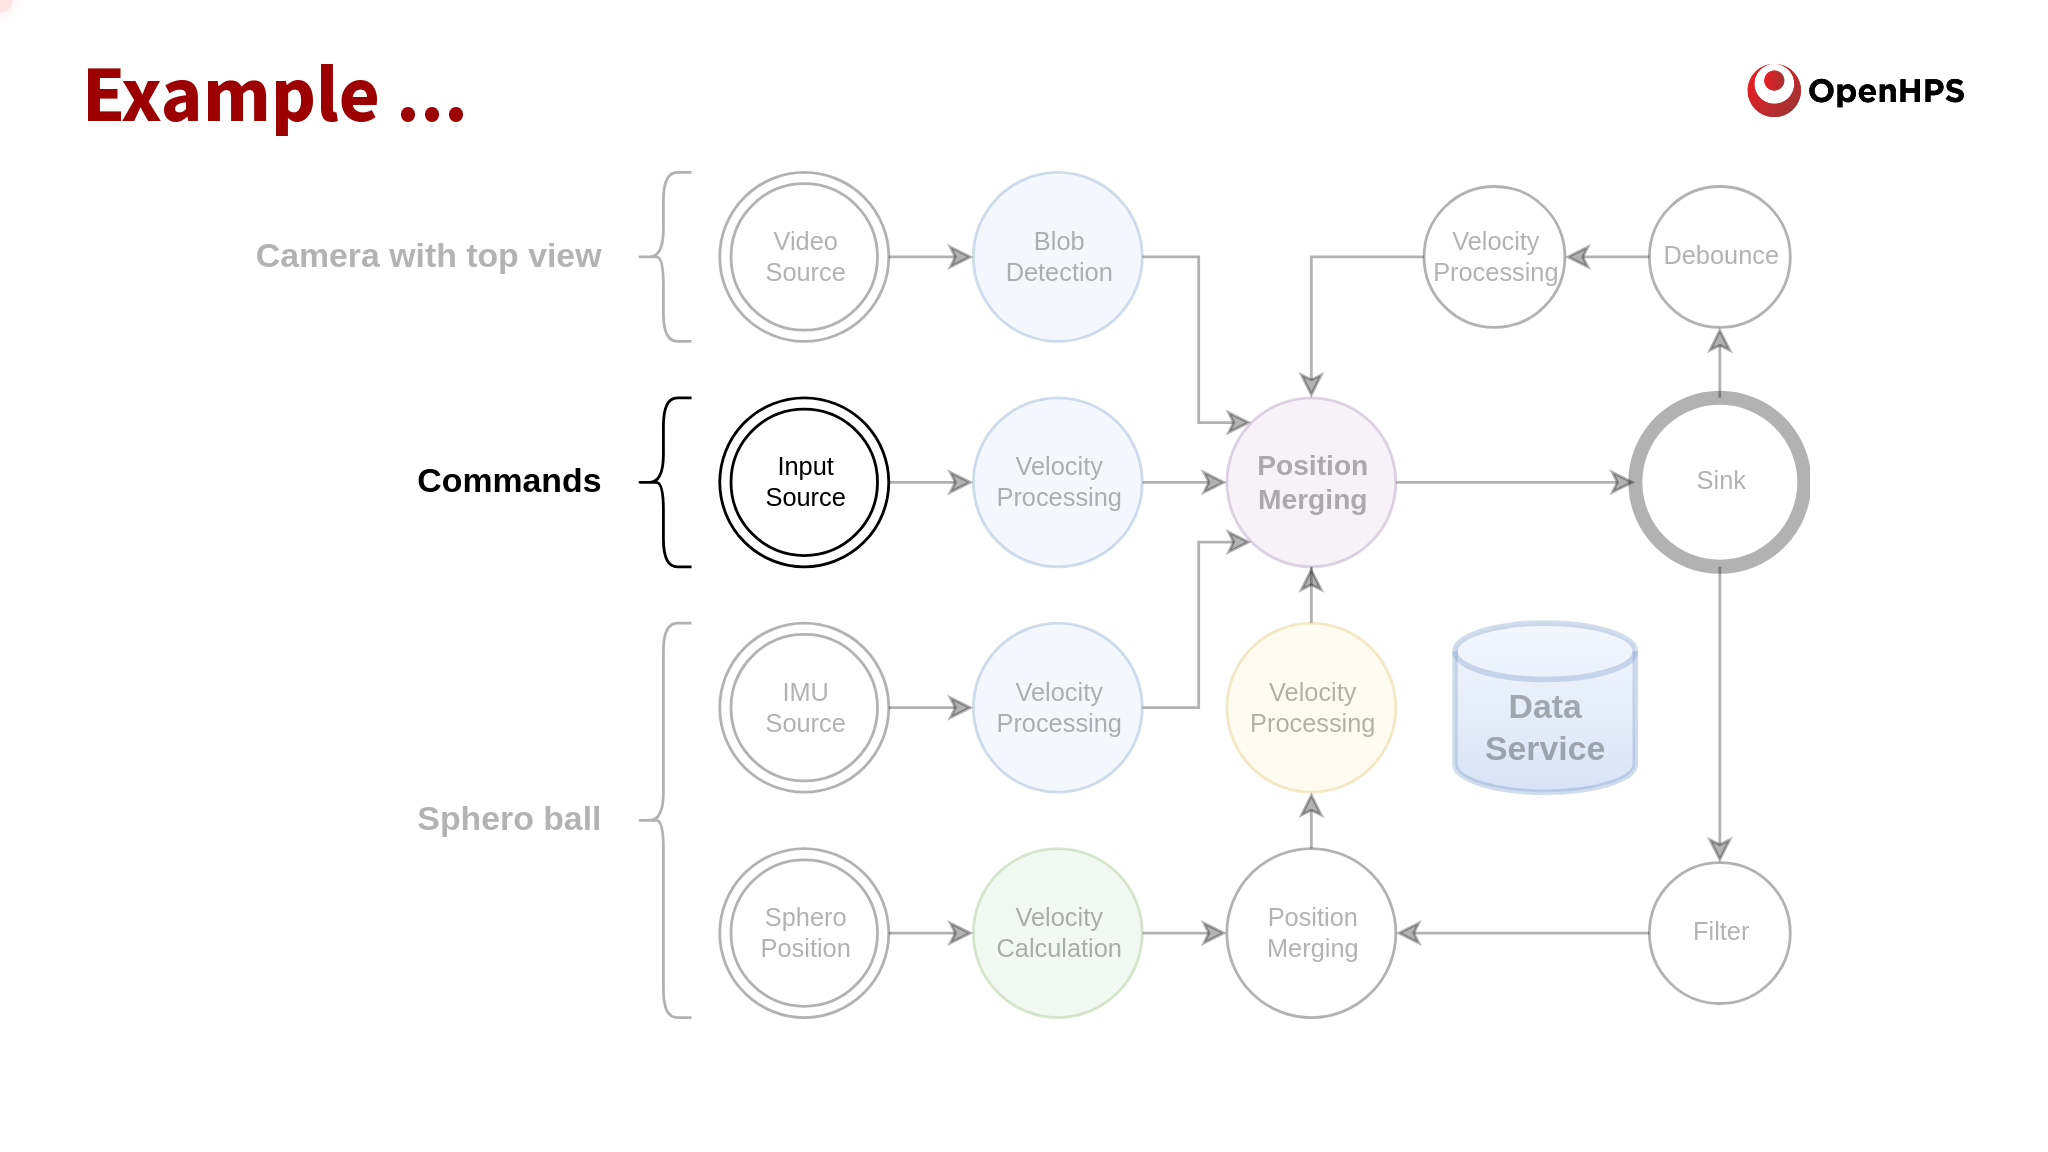 Example ...
OpenHPS
Camera with top view
Video
Source
Blob
Detection
Velocity
Processing
Debounce
Commands
Input
Source
Velocity
Processing
Position
Merging
Sink
Sphero ball
IMU
Source
Velocity
Processing
Velocity
Processing
Data
Service
Sphero
Position
Velocity
Calculation
Position
Merging
Filter